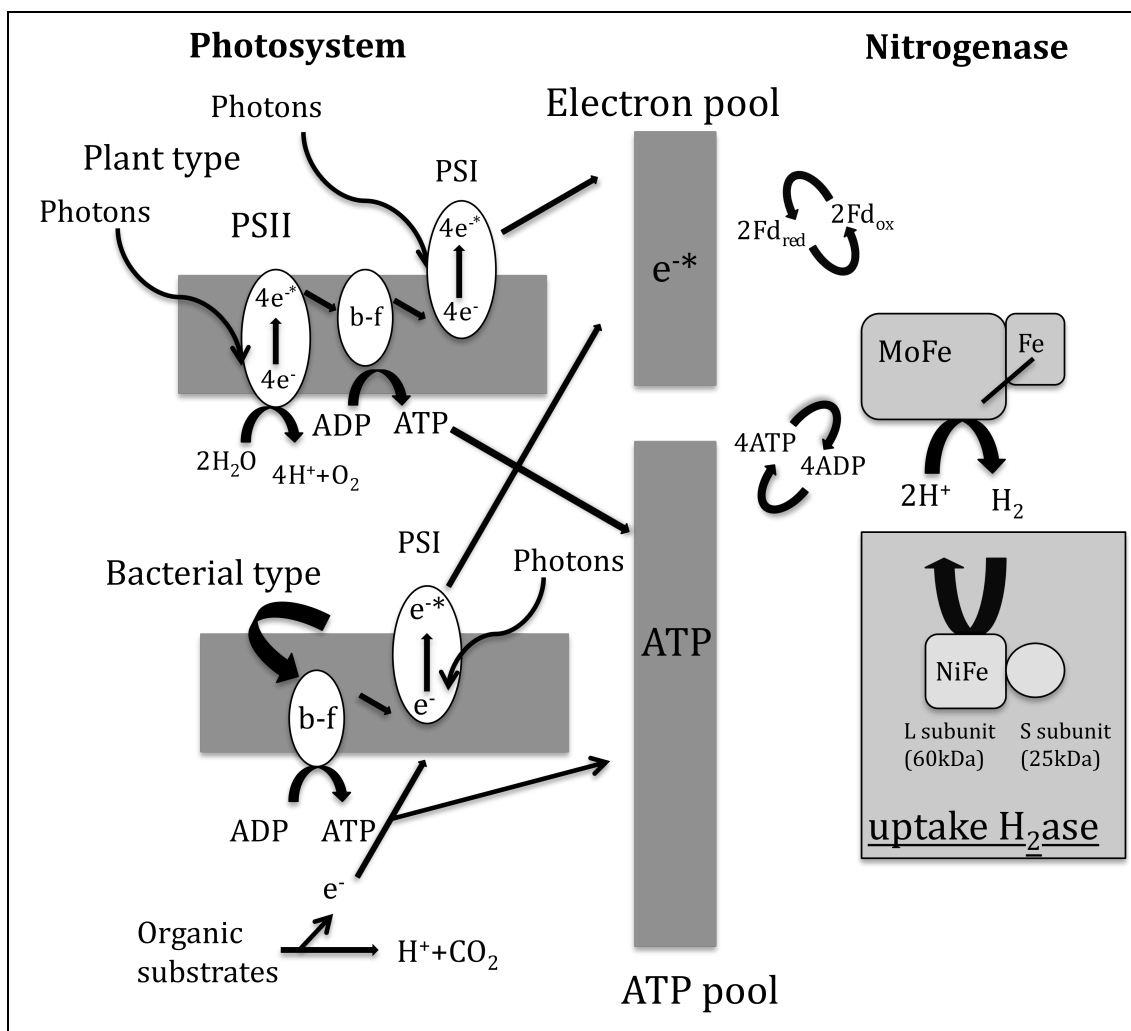 Photosystem
Nitrogenase
Photons
Electron pool
Plant type
PSI
Photons
PSII
4e-*
4e-
4e-*
4e-
b-f
2H2O
4H++O2
ADP
ATP
e-*
2Fdred
2Fdox
MoFe
Fe
4ATP
4ADP
2H+
H2
Bacterial type
PSI
Photons
e-*
e-
b-f
ADP
ATP
e-
Organic
substrates
H++CO2
ATP
ATP pool
NiFe
L subunit
(60kDa)
S subunit
(25kDa)
uptake H2ase